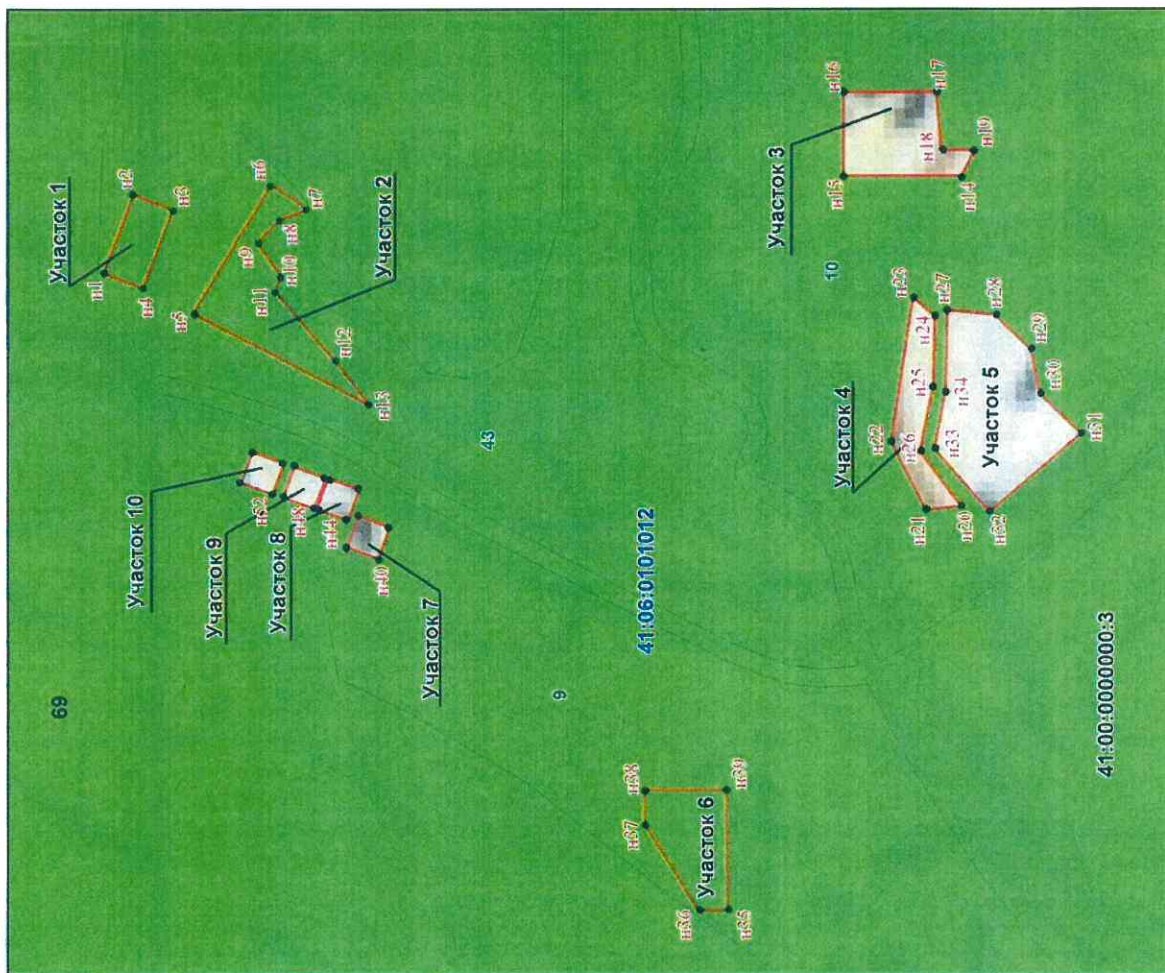 69
Участок 10
Участок 9
Участок 8
Участок 7
н52
н48
н44
н40
Участок 1
н1
н2
н3
н4
Участок 2
н5
н6
н7
н8
н9
н10
н11
н12
н13
43
9
41:06:0101012
Участок 6
н35
н36
н37
н38
н39
Участок 3
н14
н15
н16
н17
н18
н19
10
Участок 4
н20
н21
н22
н23
н24
н25
н26
Участок 5
н27
н28
н29
н30
н31
н32
н33
н34
41:00:0000000:3